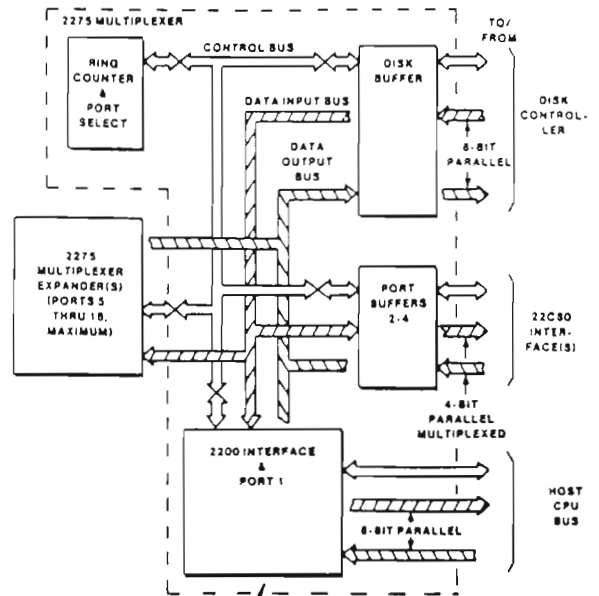 2275 MULTIPLEXER
RING
COUNTER
&
PORT
SELECT
CONTROL BUS
DATA INPUT BUS
DATA
OUTPUT
BUS
DISK
BUFFER
TO/
FROM
DISK
CONTROL-
LER
8-BIT
PARALLEL
2275
MULTIPLEXER
EXPANDER(S)
(PORTS 5
THRU 16,
MAXIMUM)
PORT
BUFFERS
2-4
22C80
INTER-
FACE(S)
4-BIT
PARALLEL
MULTIPLEXED
2200 INTERFACE
&
PORT 1
8-BIT PARALLEL
HOST
CPU
BUS